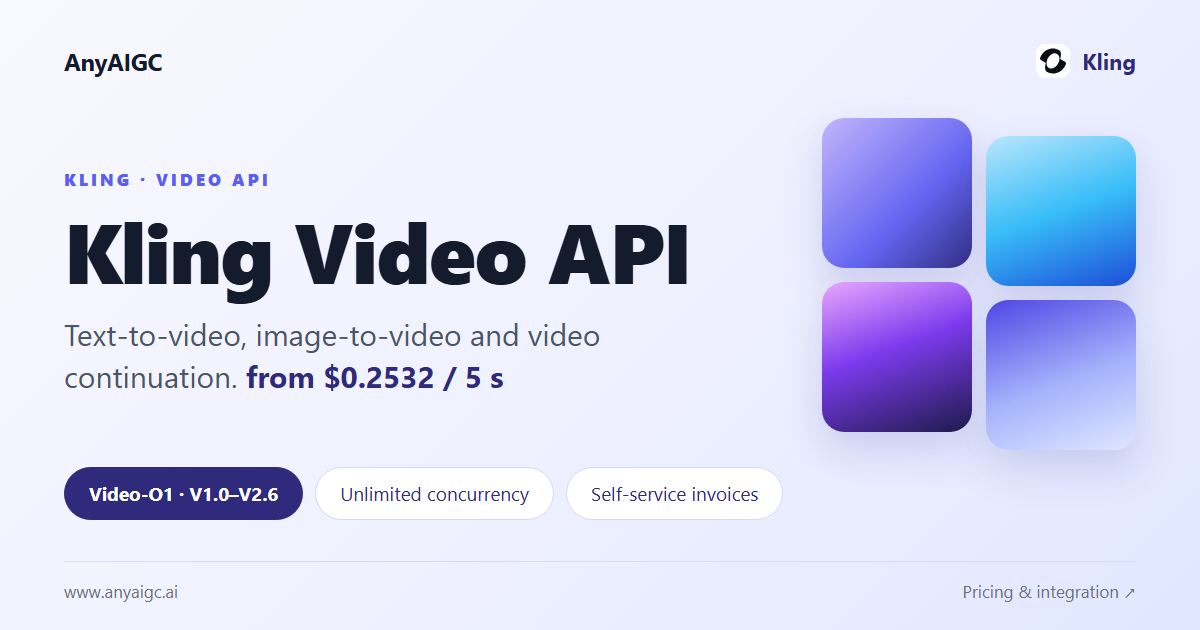 AnyAIGC
Kling
KLING · VIDEO API
Kling Video API
Text-to-video, image-to-video and video
continuation. from $0.2532 / 5 s
Video-O1 · V1.0–V2.6
Unlimited concurrency
Self-service invoices
www.anyaigc.ai
Pricing & integration ↗